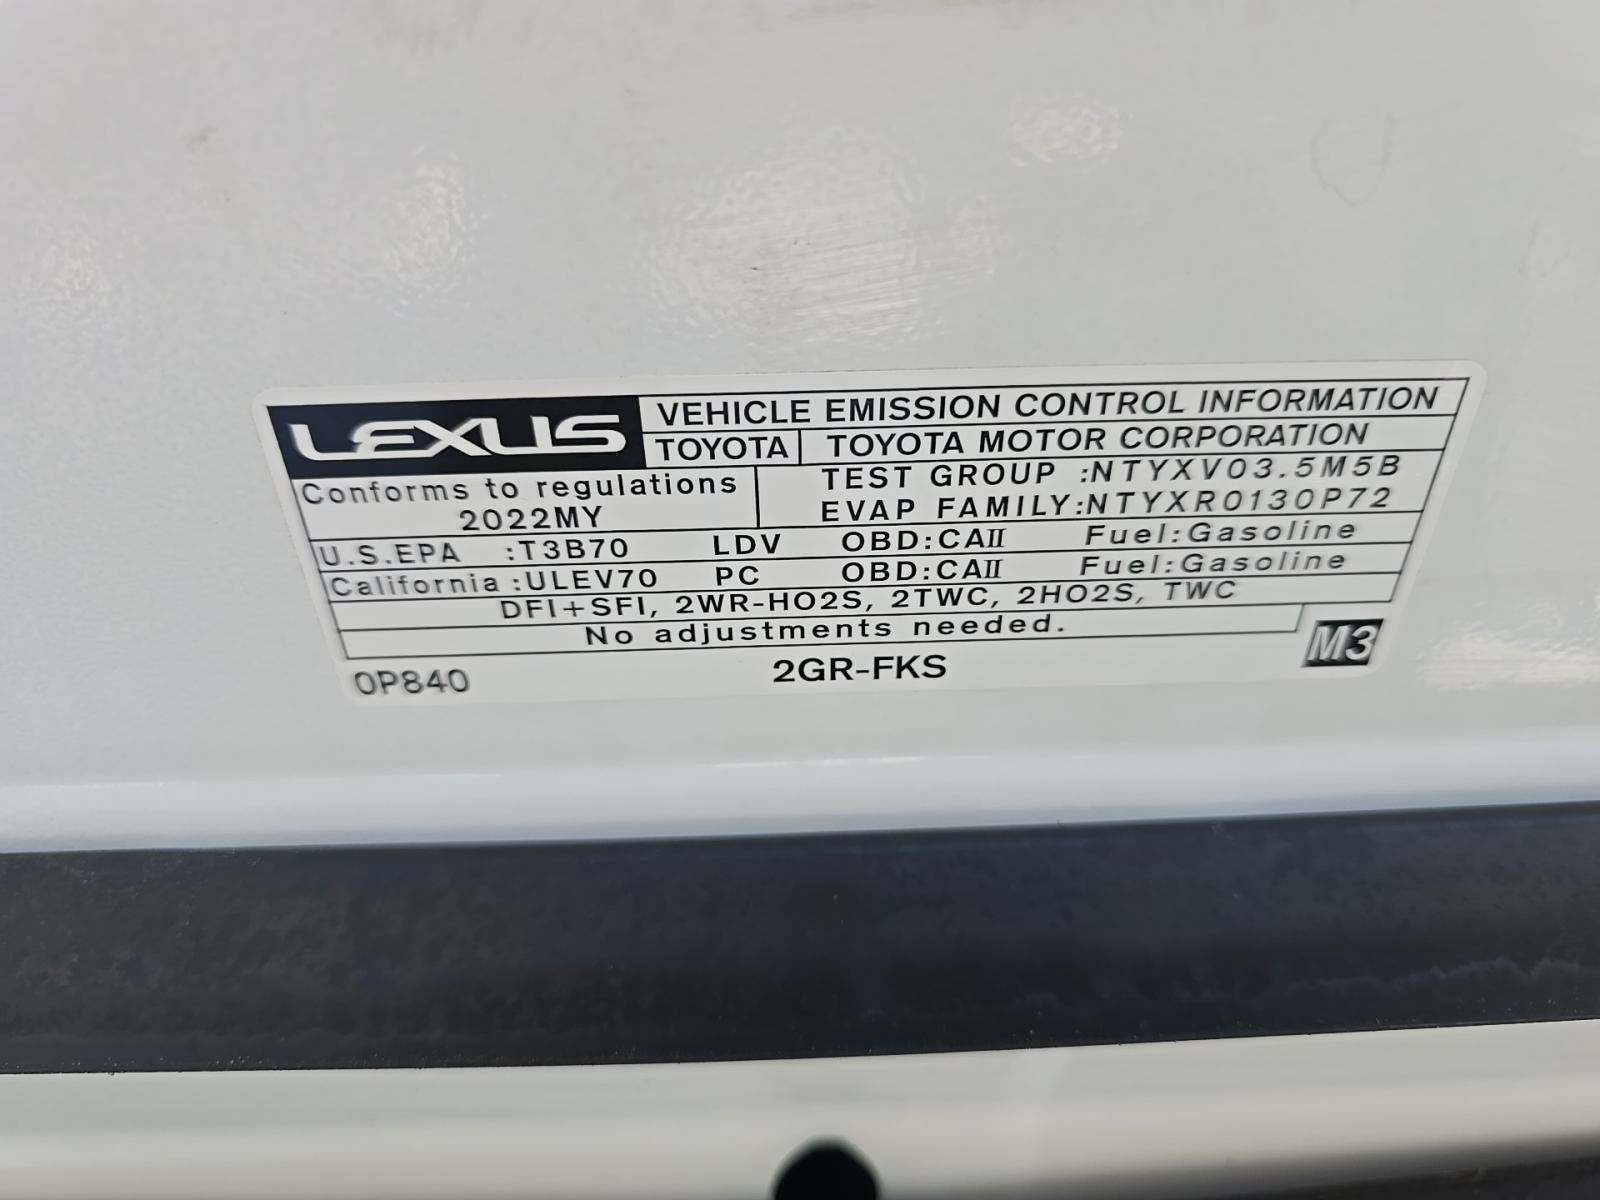 LEXUS VEHICLE EMISSION CONTROL INFORMATION
TOYOTA TOYOTA MOTOR CORPORATION
Conforms to regulations TEST GROUP :NTYXV03.5M5B
2022MY EVAP FAMILY:NTYXR0130P72
U.S.EPA :T3B70 LDV OBD:CAII Fuel:Gasoline
California:ULEV70 PC OBD:CAII Fuel:Gasoline
DFI+SFI, 2WR-HO2S, 2TWC, 2HO2S, TWC
No adjustments needed.
0P840 2GR-FKS M3